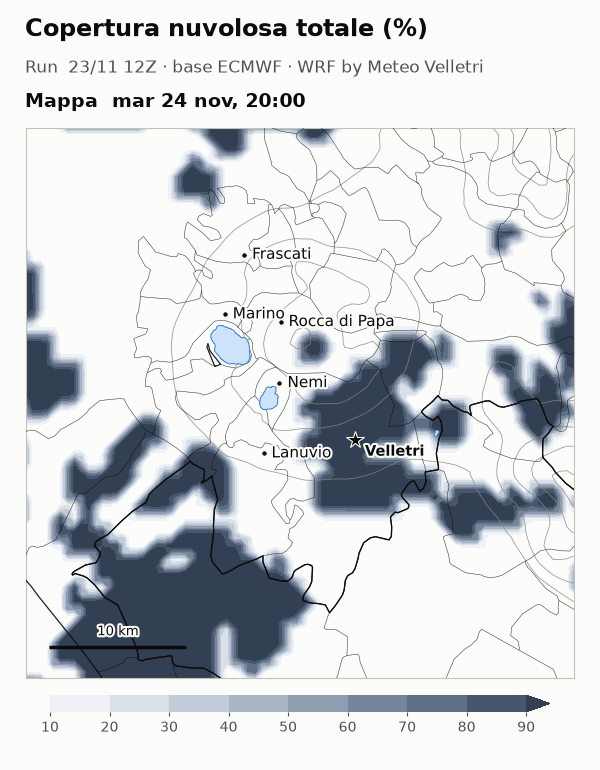 Copertura nuvolosa totale (%)
Run  23/11 12Z · base ECMWF · WRF by Meteo Velletri
Mappa  mar 24 nov, 20:00
Frascati
Marino
Rocca di Papa
Nemi
Velletri
Lanuvio
10 km
10 20 30 40 50 60 70 80 90